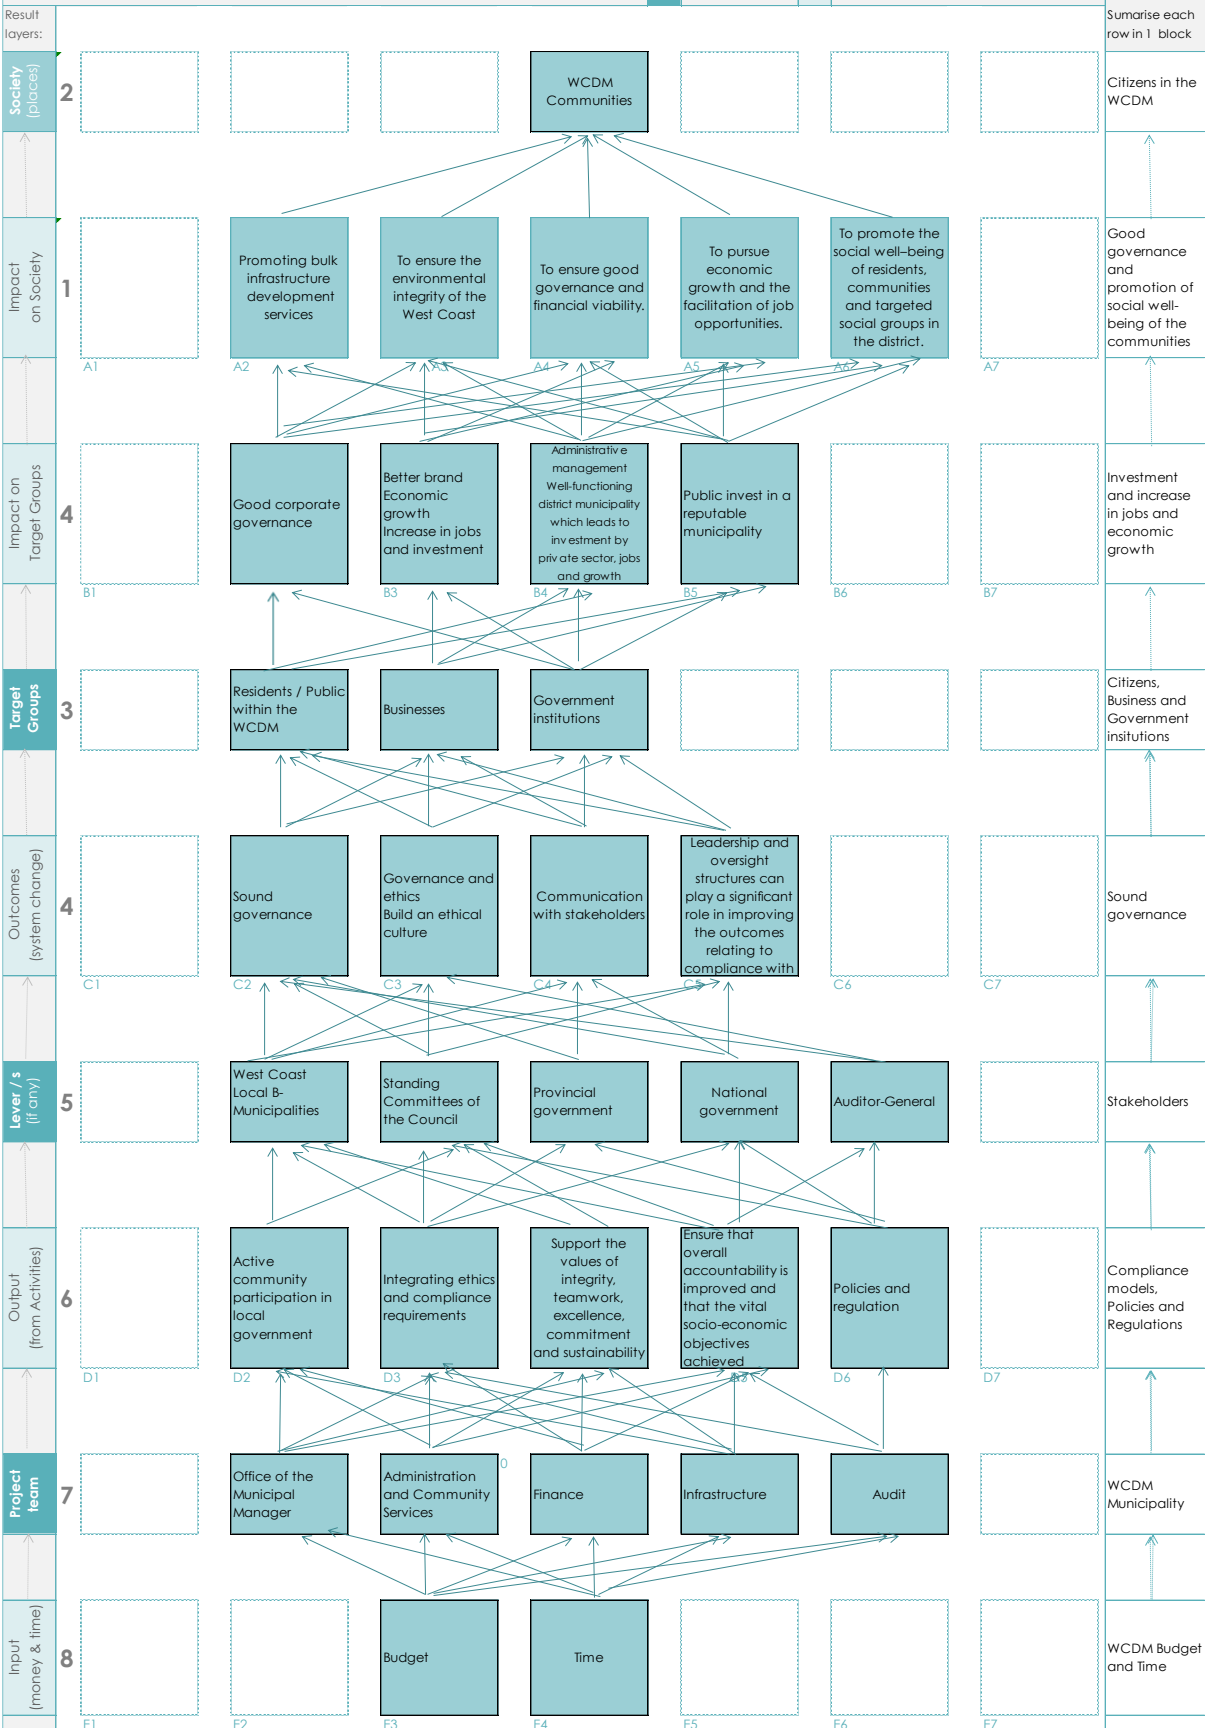 Result
layers:
Sumarise each
row in 1 block
Society
(places)
2
WCDM
Communities
Citizens in the
WCDM
Impact
on Society
1
Promoting bulk
infrastructure
development
services
To ensure the
environmental
integrity of the
West Coast
To ensure good
governance and
financial viability.
To pursue
economic
growth and the
facilitation of job
opportunities.
To promote the
social well–being
of residents,
communities
and targeted
social groups in
the district.
Good
governance
and
promotion of
social well-
being of the
communities
A1
A2
A3
A4
A5
A6
A7
Impact on
Target Groups
4
Good corporate
governance
Better brand
Economic
growth
Increase in jobs
and investment
Administrative
management
Well-functioning
district municipality
which leads to
investment by
private sector, jobs
and growth
Public invest in a
reputable
municipality
Investment
and increase
in jobs and
economic
growth
B1
B3
B4
B5
B6
B7
Target
Groups
3
Residents / Public
within the
WCDM
Businesses
Government
institutions
Citizens,
Business and
Government
insitutions
Outcomes
(system change)
4
Sound
governance
Governance and
ethics
Build an ethical
culture
Communication
with stakeholders
Leadership and
oversight
structures can
play a significant
role in improving
the outcomes
relating to
compliance with
Sound
governance
C1
C2
C3
C4
C5
C6
C7
Lever / s
(if any)
5
West Coast
Local B-
Municipalities
Standing
Committees of
the Council
Provincial
government
National
government
Auditor-General
Stakeholders
Output
(from Activities)
6
Active
community
participation in
local
government
Integrating ethics
and compliance
requirements
Support the
values of
integrity,
teamwork,
excellence,
commitment
and sustainability
Ensure that
overall
accountability is
improved and
that the vital
socio-economic
objectives
achieved
Policies and
regulation
Compliance
models,
Policies and
Regulations
D1
D2
D3
D6
D7
Project
team
7
Office of the
Municipal
Manager
Administration
and Community
Services
0
Finance
Infrastructure
Audit
WCDM
Municipality
Input
(money & time)
8
Budget
Time
WCDM Budget
and Time
E1
E2
E3
E4
E5
E6
E7